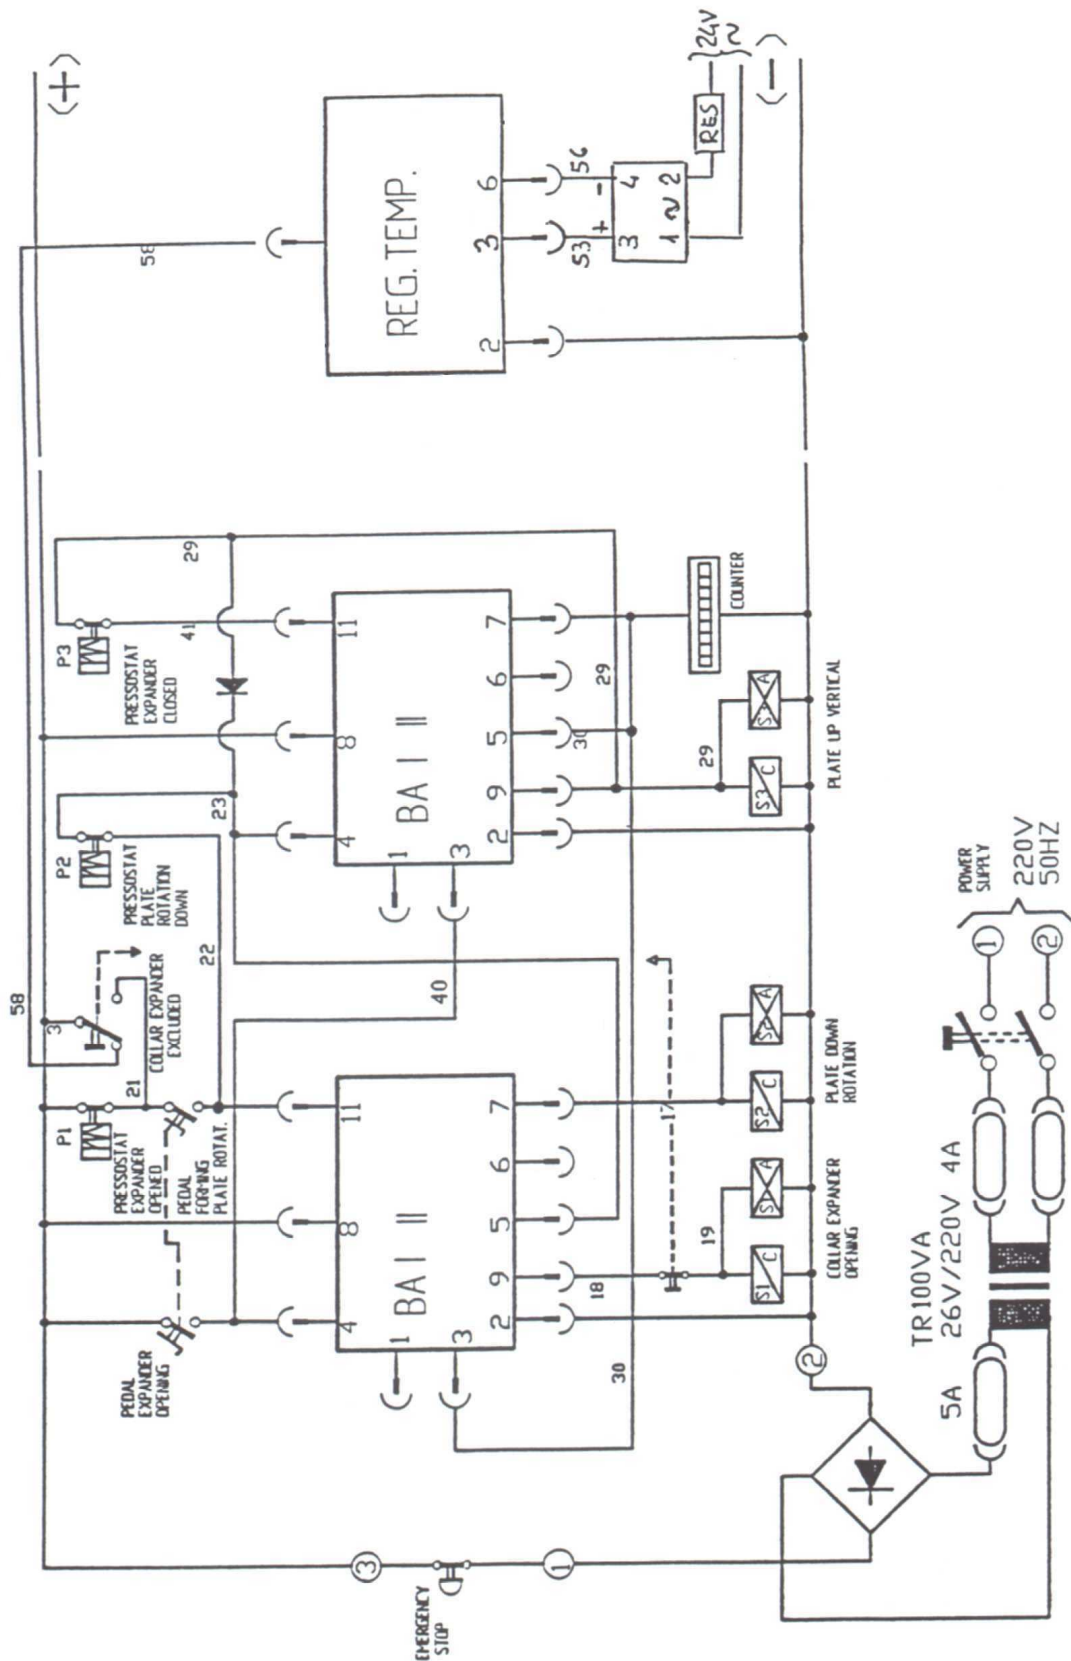 (+)
(−)
24V
~
RES
REG. TEMP.
2
3
6
53
+
-
56
3
4
1 ~ 2
58
58
3
P1
PRESSOSTAT
EXPANDER
OPENED
21
COLLAR EXPANDER
EXCLUDED
P2
PRESSOSTAT
PLATE
ROTATION
DOWN
22
23
P3
PRESSOSTAT
EXPANDER
CLOSED
41
29
PEDAL
EXPANDER
OPENING
PEDAL
FORMING
PLATE ROTAT.
4
8
11
BA I II
1
3
2
9
5
6
7
4
8
11
BA I II
1
3
2
9
5
6
7
40
30
30
29
29
18
19
17
S1
C
A
S2
C
A
S3
C
A
COLLAR EXPANDER
OPENING
PLATE DOWN
ROTATION
PLATE UP VERTICAL
COUNTER
EMERGENCY
STOP
3
1
2
5A
TR100VA
26V/220V
4A
POWER
SUPPLY
1
2
220V
50HZ